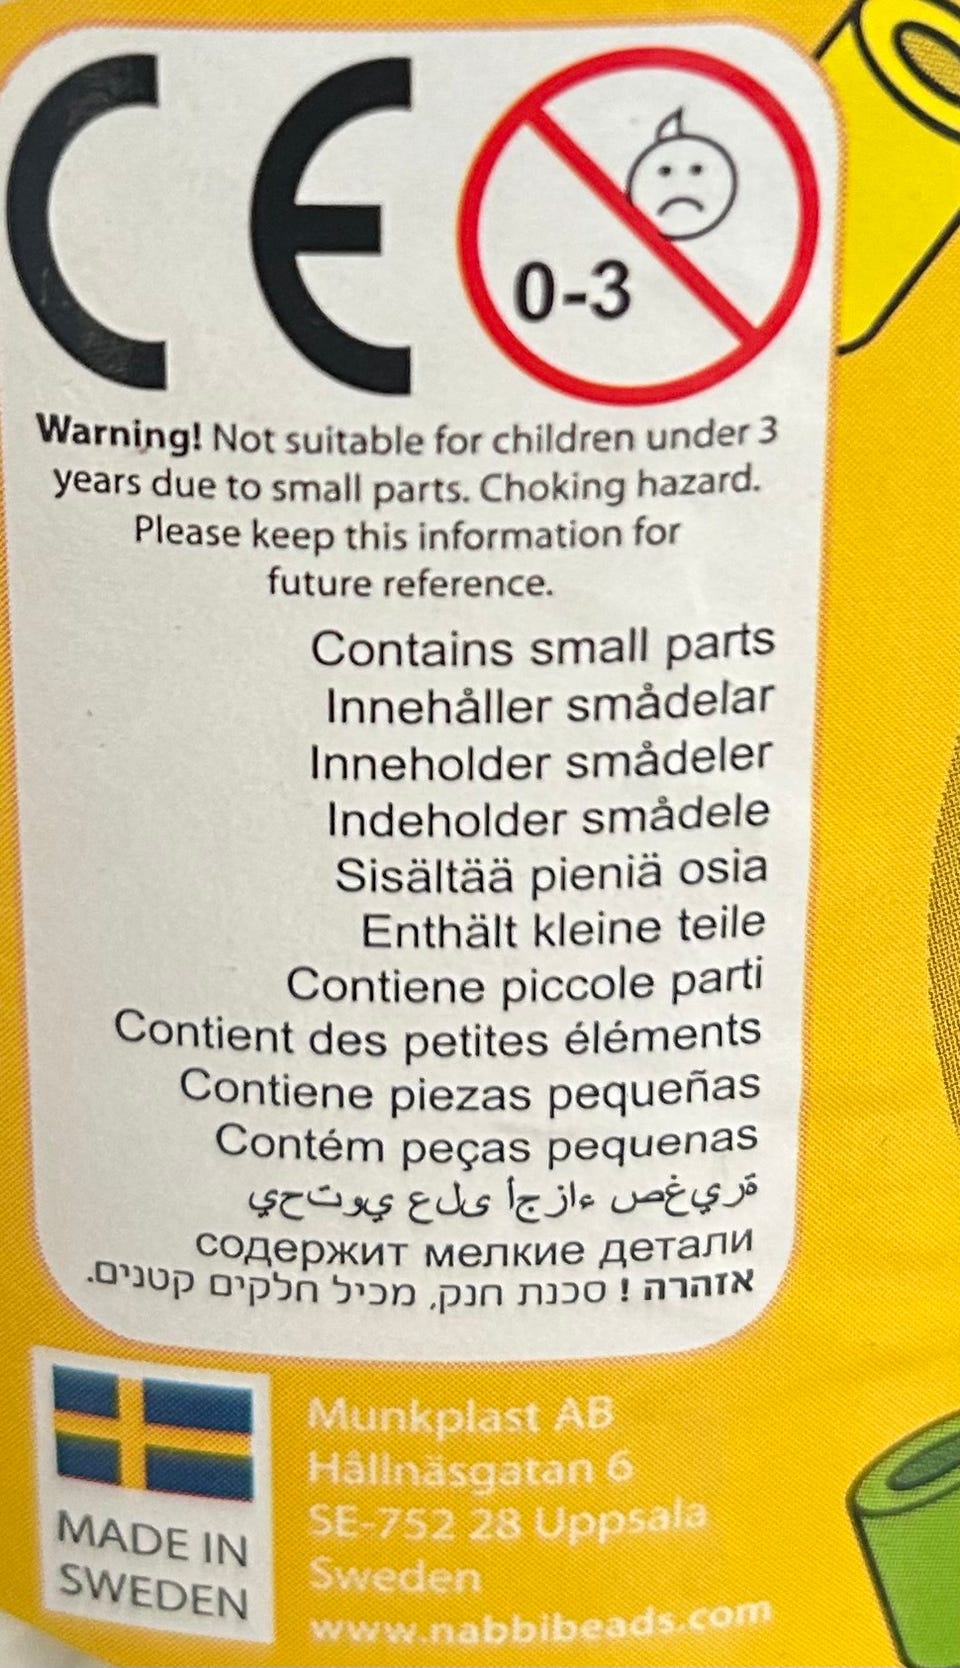 CE
0-3
Warning! Not suitable for children under 3
years due to small parts. Choking hazard.
Please keep this information for
future reference.
Contains small parts
Innehåller smådelar
Inneholder smådeler
Indeholder smådele
Sisältää pieniä osia
Enthält kleine teile
Contiene piccole parti
Contient des petites éléments
Contiene piezas pequeñas
Contém peças pequenas
ةريغص ءازجأ ىلع يوتحي
содержит мелкие детали
אזהרה ! סכנת חנק, מכיל חלקים קטנים.
MADE IN
SWEDEN
Munkplast AB
Hållnäsgatan 6
SE-752 28 Uppsala
Sweden
www.nabbibeads.com